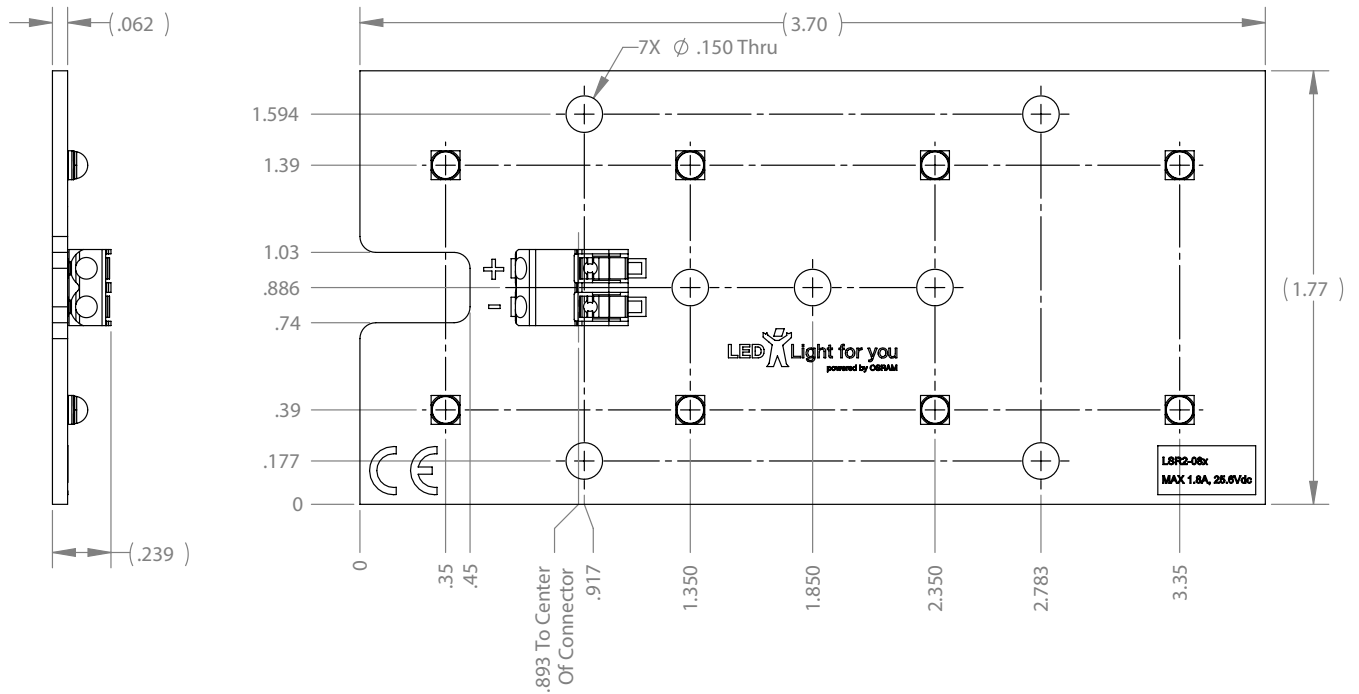 (.062 )
(3.70 )
7X Ø .150 Thru
1.594
1.39
1.03
.886
.74
.39
.177
0
+
-
(1.77 )
LED Light for you
powered by OSRAM
CE
LSR2-08x
MAX 1.8A, 25.6Vdc
(.239 )
0
.35
.45
.893 To Center
Of Connector
.917
1.350
1.850
2.350
2.783
3.35